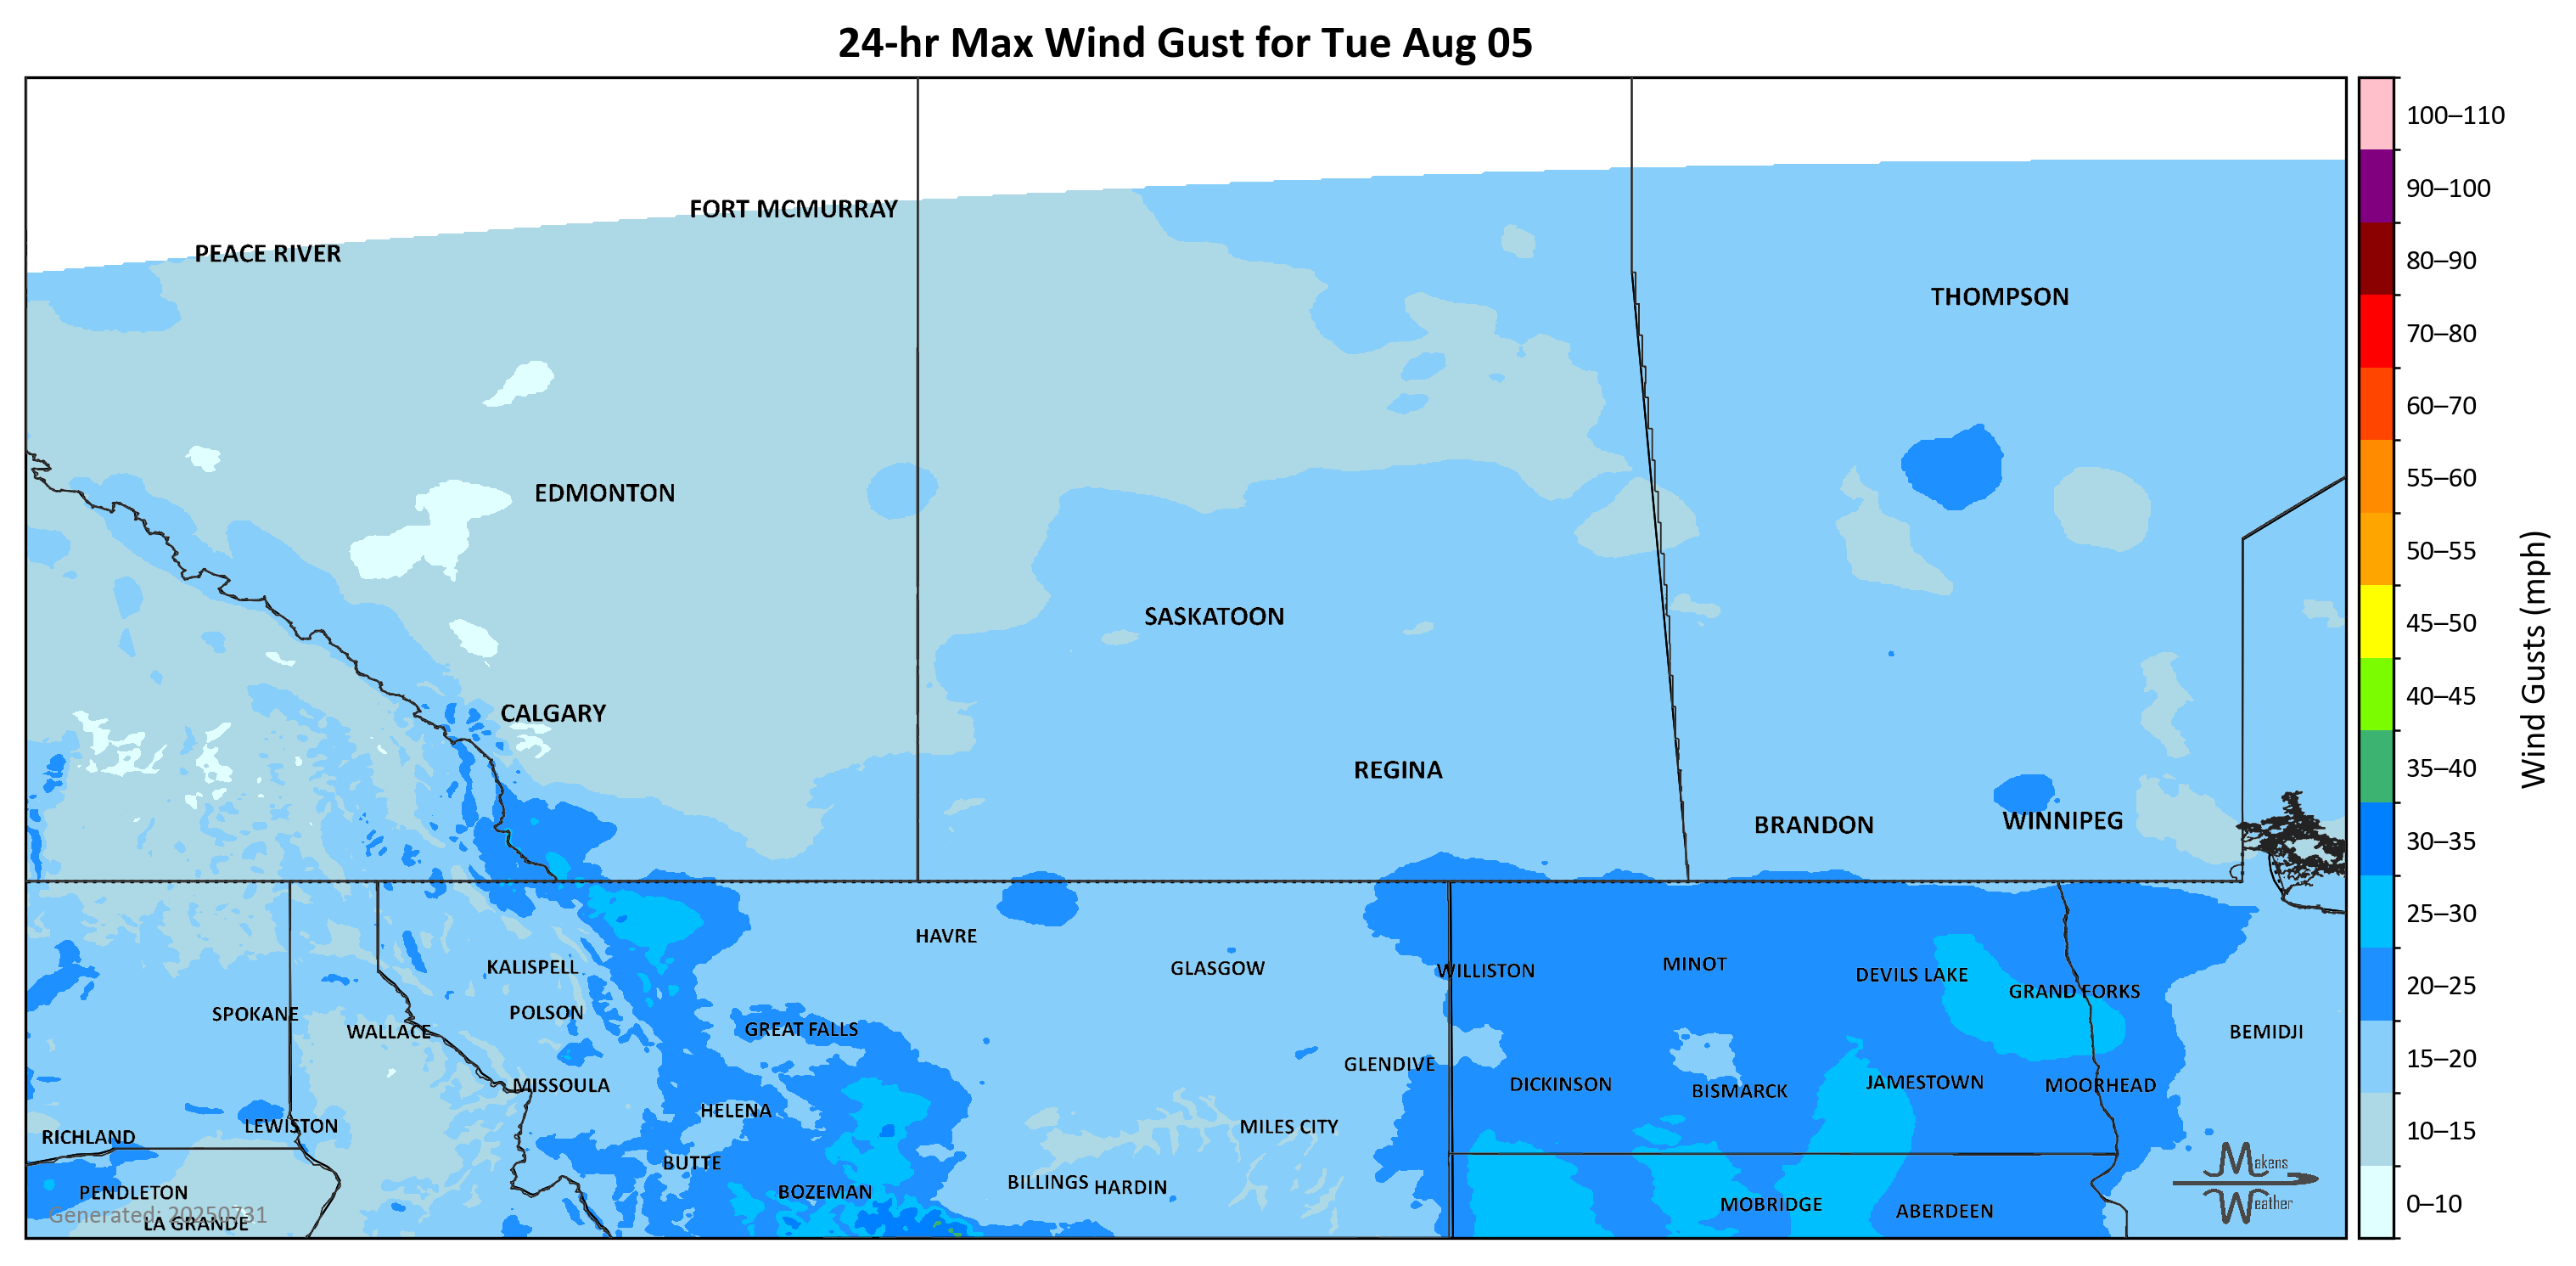 24-hr Max Wind Gust for Tue Aug 05
100–110
FORT MCMURRAY
90–100
PEACE RIVER
80–90
THOMPSON
70–80
60–70
55–60
EDMONTON
50–55
SASKATOON
45–50
Wind Gusts (mph)
40–45
CALGARY
REGINA
35–40
BRANDON
WINNIPEG
30–35
25–30
HAVRE
KALISPELL
GLASGOW
WILLISTON
MINOT
DEVILS LAKE
20–25
GRAND FORKS
SPOKANE
POLSON
WALLACE
GREAT FALLS
BEMIDJI
15–20
GLENDIVE
MISSOULA
DICKINSON
BISMARCK
JAMESTOWN
MOORHEAD
HELENA
LEWISTON
MILES CITY
RICHLAND
10–15
BUTTE
Makens
Weather
PENDLETON
BOZEMAN
BILLINGS
HARDIN
MOBRIDGE
ABERDEEN
0–10
Generated: 20250731
LA GRANDE